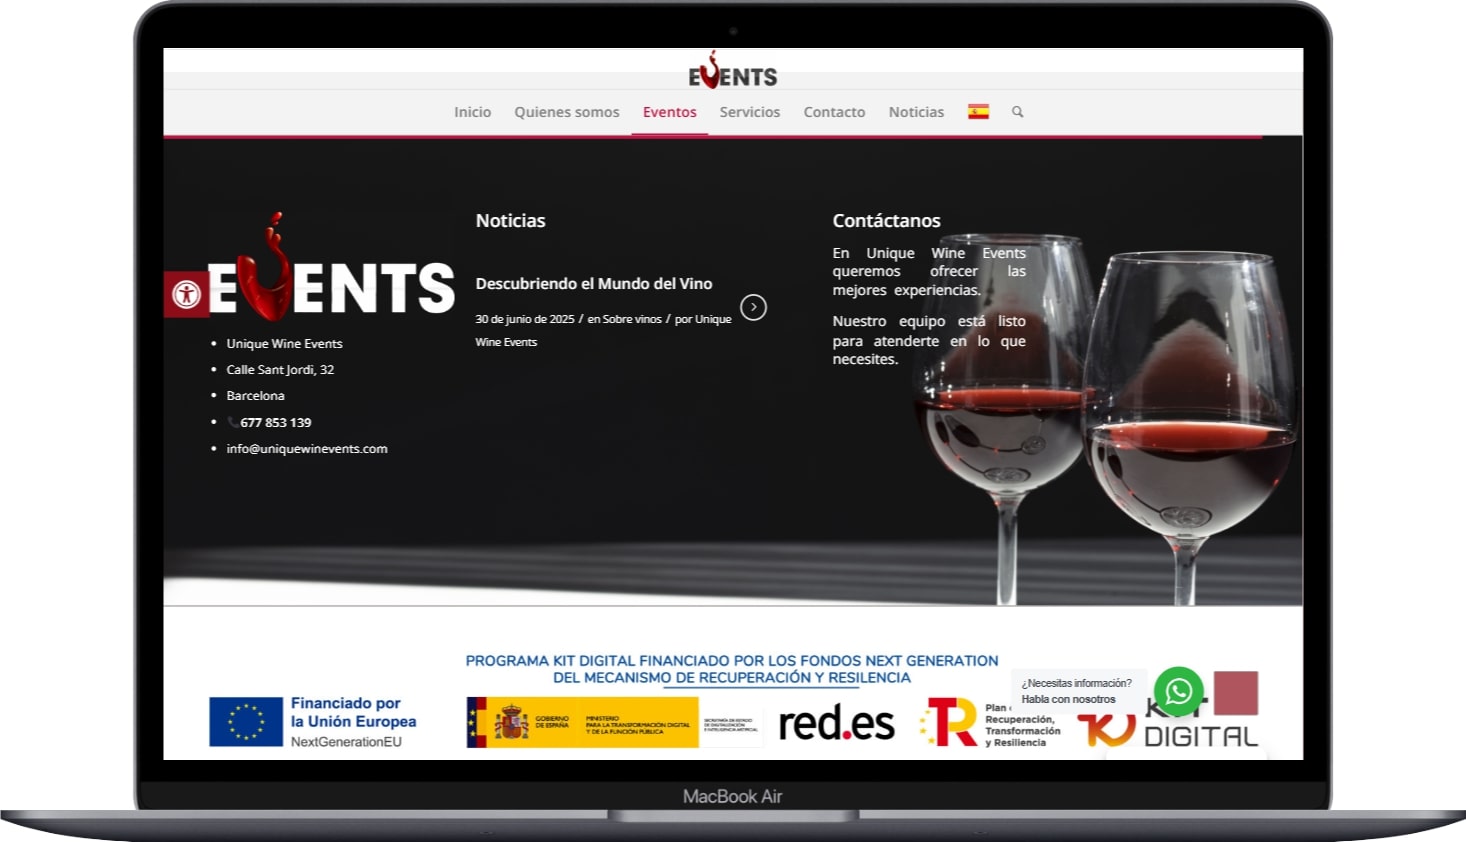 EVENTS
Inicio Quienes somos Eventos Servicios Contacto Noticias
EVENTS
Unique Wine Events
Calle Sant Jordi, 32
Barcelona
677 853 139
info@uniquewinevents.com
Noticias
Descubriendo el Mundo del Vino
30 de junio de 2025 / en Sobre vinos / por Unique
Wine Events
Contáctanos
En Unique Wine Events
queremos ofrecer las
mejores experiencias.
Nuestro equipo está listo
para atenderte en lo que
necesites.
PROGRAMA KIT DIGITAL FINANCIADO POR LOS FONDOS NEXT GENERATION
DEL MECANISMO DE RECUPERACIÓN Y RESILENCIA
Financiado por
la Unión Europea
NextGenerationEU
GOBIERNO
DE ESPAÑA
MINISTERIO
PARA LA TRANSFORMACIÓN DIGITAL
Y DE LA FUNCIÓN PÚBLICA
SECRETARÍA DE ESTADO
DE DIGITALIZACIÓN
E INTELIGENCIA ARTIFICIAL
red.es
Plan
Recuperación,
Transformación
y Resiliencia
¿Necesitas información?
Habla con nosotros
DIGITAL
MacBook Air